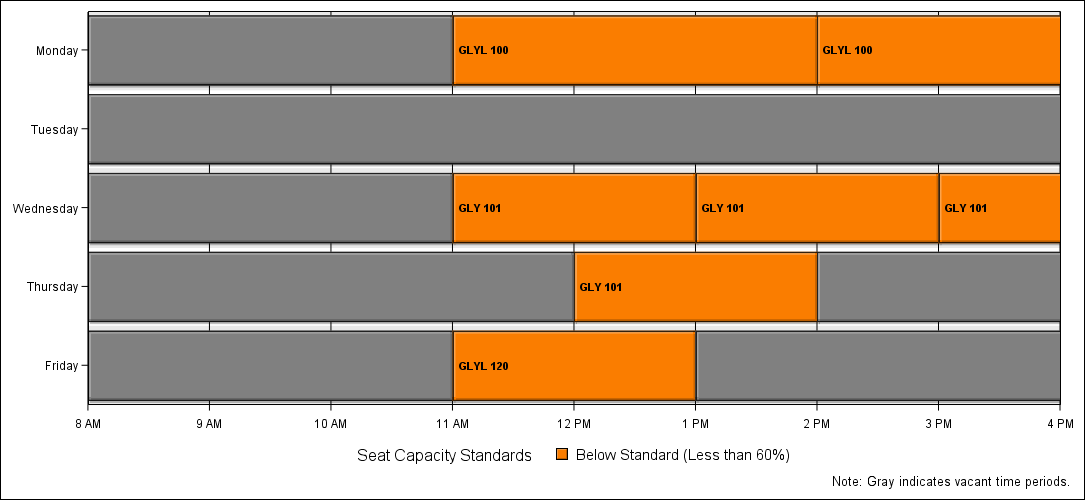 Monday GLYL 100 GLYL 100
Tuesday
Wednesday GLY 101 GLY 101 GLY 101
Thursday GLY 101
Friday GLYL 120
8 AM 9 AM 10 AM 11 AM 12 PM 1 PM 2 PM 3 PM 4 PM
Seat Capacity Standards Below Standard (Less than 60%)
Note: Gray indicates vacant time periods.